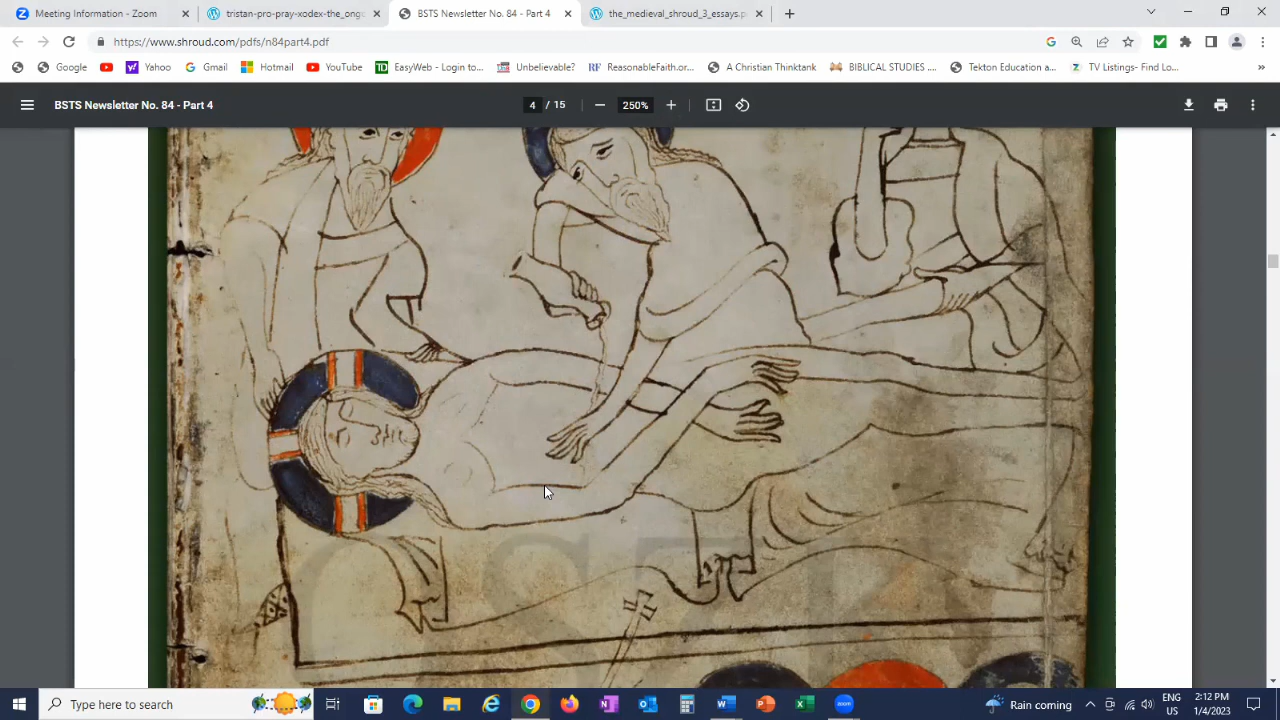 Meeting Information - Zoom
tristan-pro-pray-xodex-the_ong
BSTS Newsletter No. 84 - Part 4
the_medieval_shroud_3_essays.p
https://www.shroud.com/pdfs/n84part4.pdf
Google
Yahoo
Gmail
Hotmail
YouTube
EasyWeb - Login to...
Unbelievable?
ReasonableFaith.or...
A Christian Thinktank
BIBLICAL STUDIES ....
Tekton Education a...
TV Listings- Find Lo...
BSTS Newsletter No. 84 - Part 4
4 / 15
250%
Type here to search
Rain coming
ENG
US
2:12 PM
1/4/2023